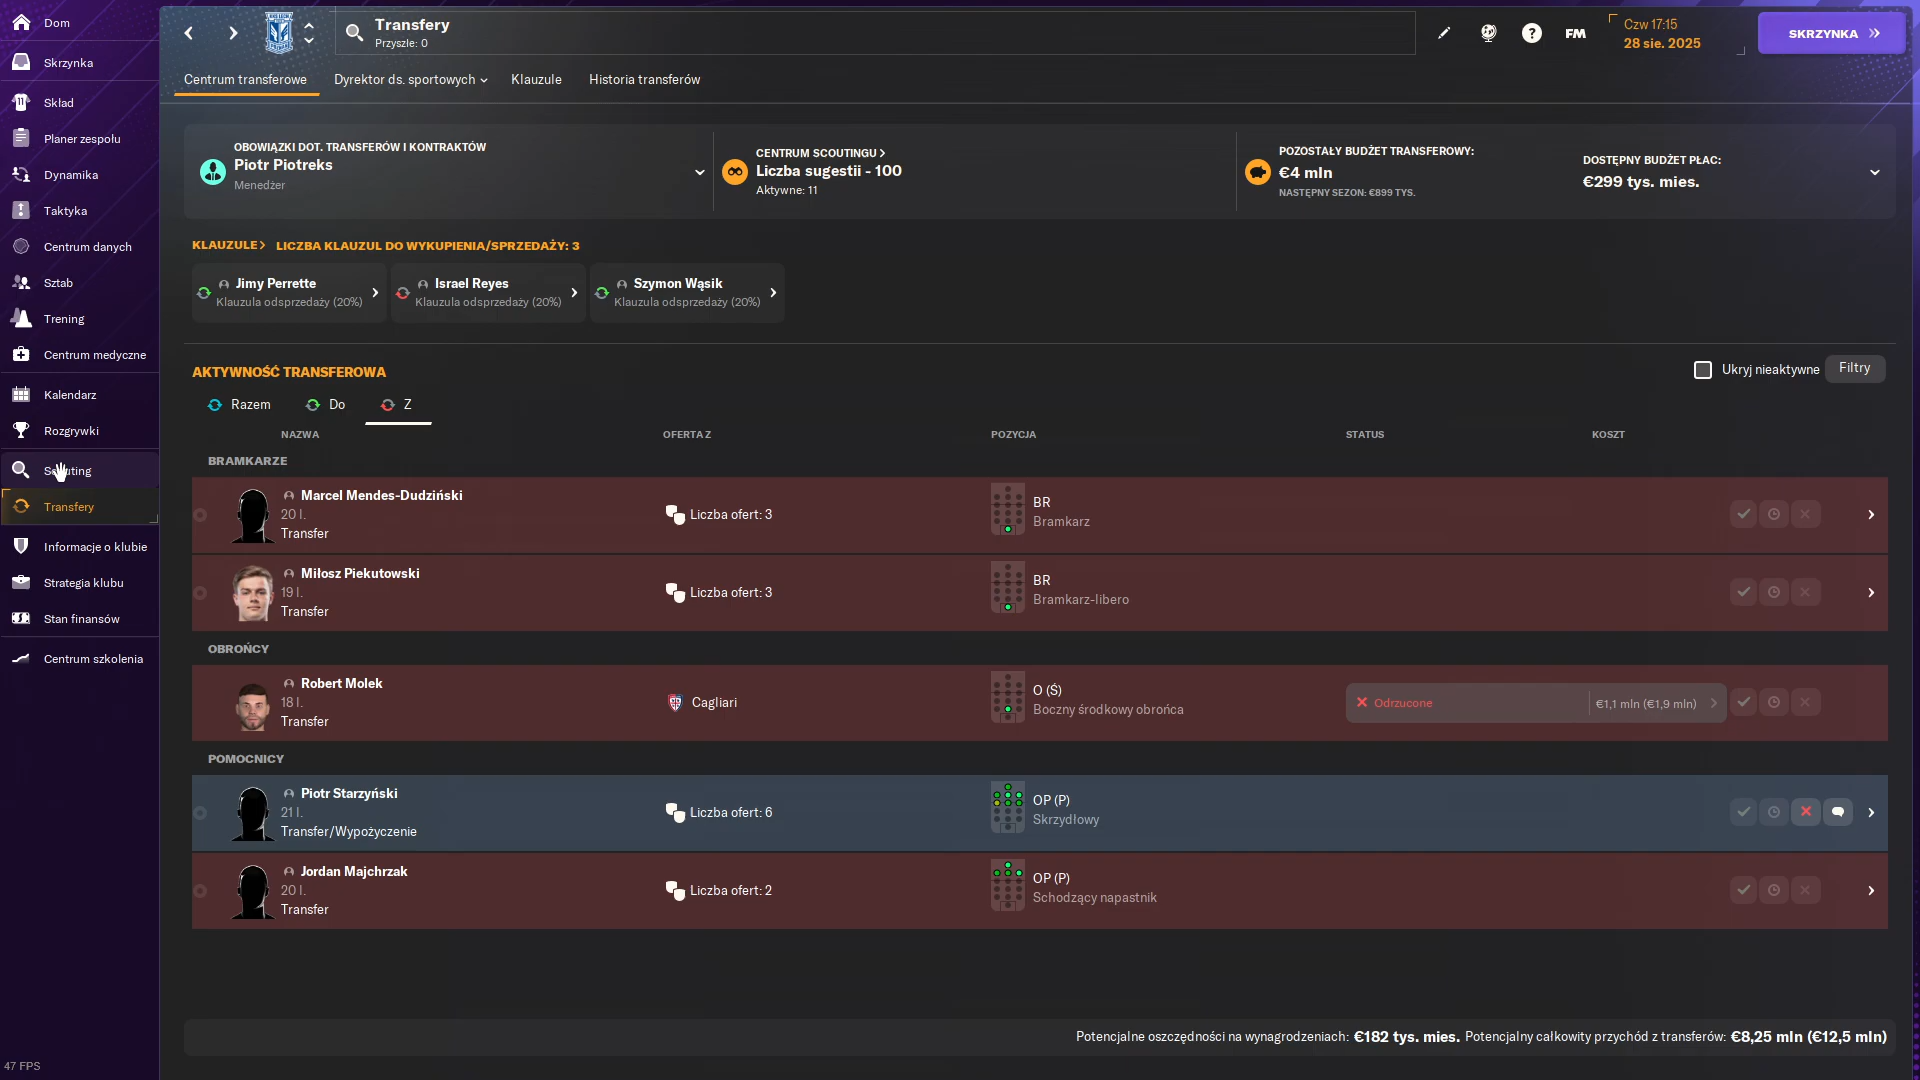 Dom
Skrzynka
Skład
Planer zespołu
Dynamika
Taktyka
Centrum danych
Sztab
Trening
Centrum medyczne
Kalendarz
Rozgrywki
Scouting
Transfery
Informacje o klubie
Strategia klubu
Stan finansów
Centrum szkolenia
47 FPS
Transfery
Przyszłe: 0
FM
Czw 17:15
28 sie. 2025
SKRZYNKA
Centrum transferowe
Dyrektor ds. sportowych
Klauzule
Historia transferów
OBOWIĄZKI DOT. TRANSFERÓW I KONTRAKTÓW
Piotr Piotreks
Menedżer
CENTRUM SCOUTINGU
Liczba sugestii - 100
Aktywne: 11
POZOSTAŁY BUDŻET TRANSFEROWY:
€4 mln
NASTĘPNY SEZON: €899 TYS.
DOSTĘPNY BUDŻET PŁAC:
€299 tys. mies.
KLAUZULE LICZBA KLAUZUL DO WYKUPIENIA/SPRZEDAŻY: 3
Jimy Perrette
Klauzula odsprzedaży (20%)
Israel Reyes
Klauzula odsprzedaży (20%)
Szymon Wąsik
Klauzula odsprzedaży (20%)
AKTYWNOŚĆ TRANSFEROWA
Ukryj nieaktywne
Filtry
Razem
Do
Z
NAZWA OFERTA Z POZYCJA STATUS KOSZT
BRAMKARZE
Marcel Mendes-Dudziński
20 l.
Transfer
Liczba ofert: 3
BR
Bramkarz
Miłosz Piekutowski
19 l.
Transfer
Liczba ofert: 3
BR
Bramkarz-libero
OBROŃCY
Robert Molek
18 l.
Transfer
Cagliari
O (Ś)
Boczny środkowy obrońca
Odrzucone
€1,1 mln (€1,9 mln)
POMOCNICY
Piotr Starzyński
21 l.
Transfer/Wypożyczenie
Liczba ofert: 6
OP (P)
Skrzydłowy
Jordan Majchrzak
20 l.
Transfer
Liczba ofert: 2
OP (P)
Schodzący napastnik
Potencjalne oszczędności na wynagrodzeniach: €182 tys. mies. Potencjalny całkowity przychód z transferów: €8,25 mln (€12,5 mln)